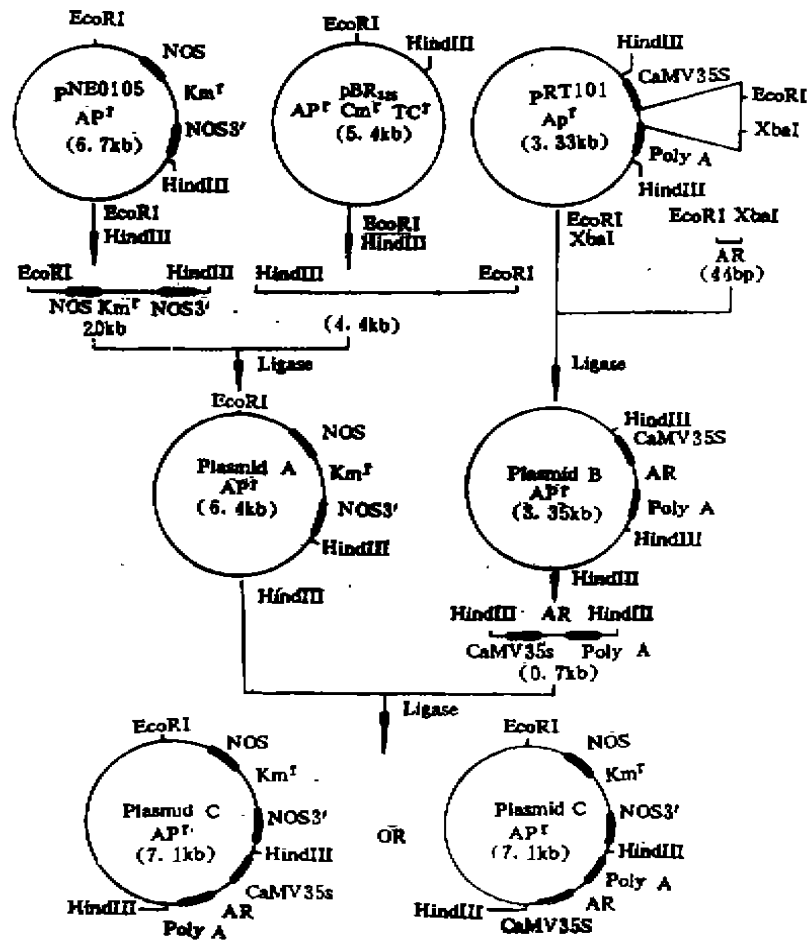 EcoRI
NOS
pNE0105
Kmʳ
APʳ
NOS3′
(6.7kb)
HindIII
EcoRI
HindIII
EcoRI
HindIII
NOS Kmʳ NOS3′
20kb
EcoRI
HindIII
APʳ Cmʳ TCʳ
(5.4kb)
EcoRI
HindIII
HindIII
EcoRI
(4.4kb)
HindIII
CaMV35S
pRT101
EcoRI
Apʳ
XbaI
(3.33kb)
Poly A
HindIII
EcoRI
XbaI
EcoRI XbaI
AR
(44bp)
Ligase
Ligase
EcoRI
NOS
Plasmid A
Kmʳ
APʳ
(6.4kb)
NOS3′
HindIII
HindIII
HindIII
CaMV35S
Plasmid B
AR
APʳ
(3.35kb)
Poly A
HindIII
HindIII
HindIII AR HindIII
CaMV35s Poly A
(0.7kb)
Ligase
EcoRI
NOS
Kmʳ
Plasmid C
NOS3′
APʳ
(7.1kb)
HindIII
CaMV35s
HindIII
AR
Poly A
OR
EcoRI
NOS
Kmʳ
Plasmid C
NOS3′
APʳ
(7.1kb)
HindIII
Poly A
HindIII
AR
CaMV35S